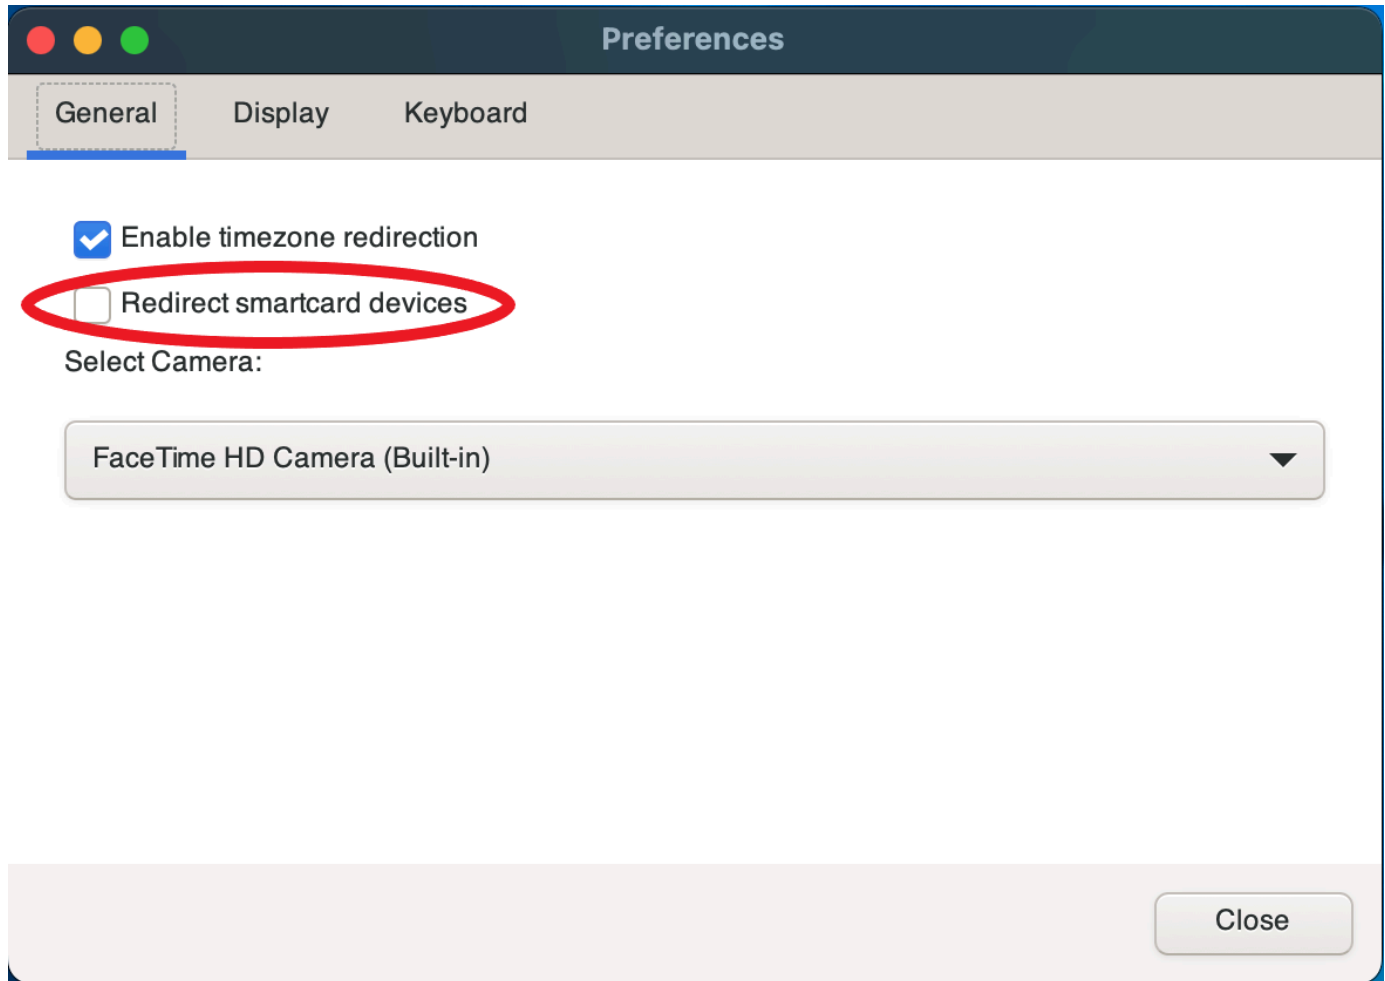 Preferences
General Display Keyboard
Enable timezone redirection
Redirect smartcard devices
Select Camera:
FaceTime HD Camera (Built-in)
Close